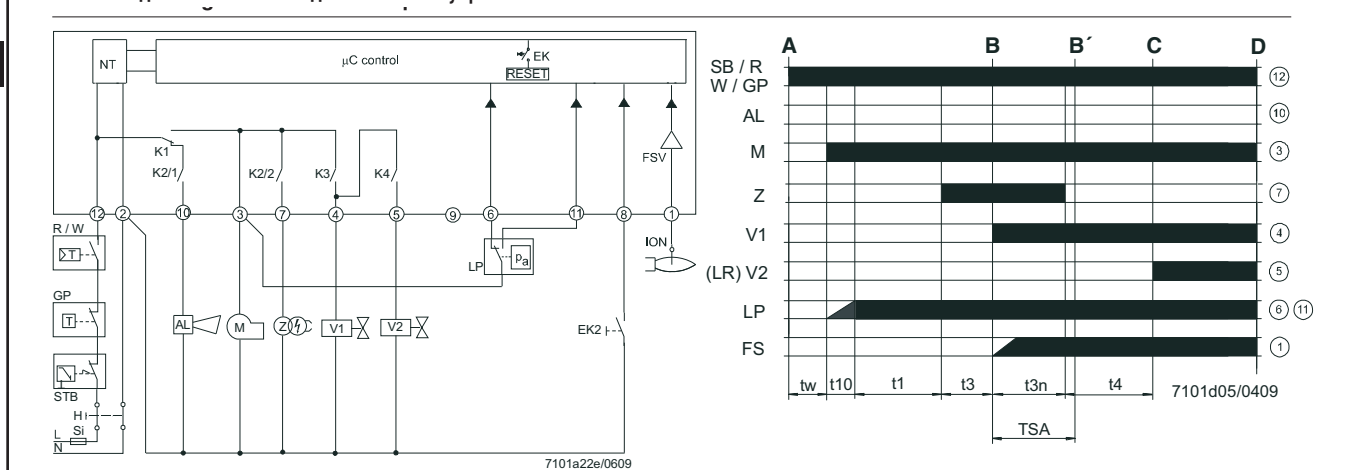 NT
µC control
EK
RESET
FSV
K1
K2/1
K2/2
K3
K4
12
2
10
3
7
4
5
9
6
11
8
1
R / W
T
GP
T
STB
H
Si
L
N
AL
M
Z
V1
V2
LP
Pa
ION
EK2
7101a22e/0609
A
B
B´
C
D
SB / R
W / GP
12
AL
10
M
3
Z
7
V1
4
(LR) V2
5
LP
6 11
FS
1
tw t10 t1 t3 t3n t4
7101d05/0409
TSA